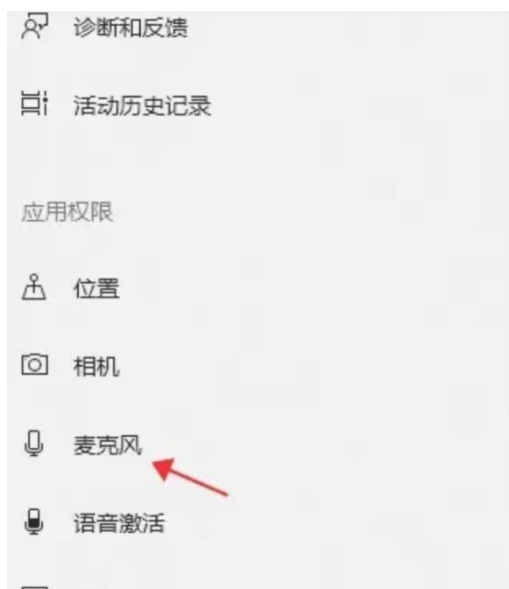 诊断和反馈
活动历史记录
应用权限
位置
相机
麦克风
语音激活